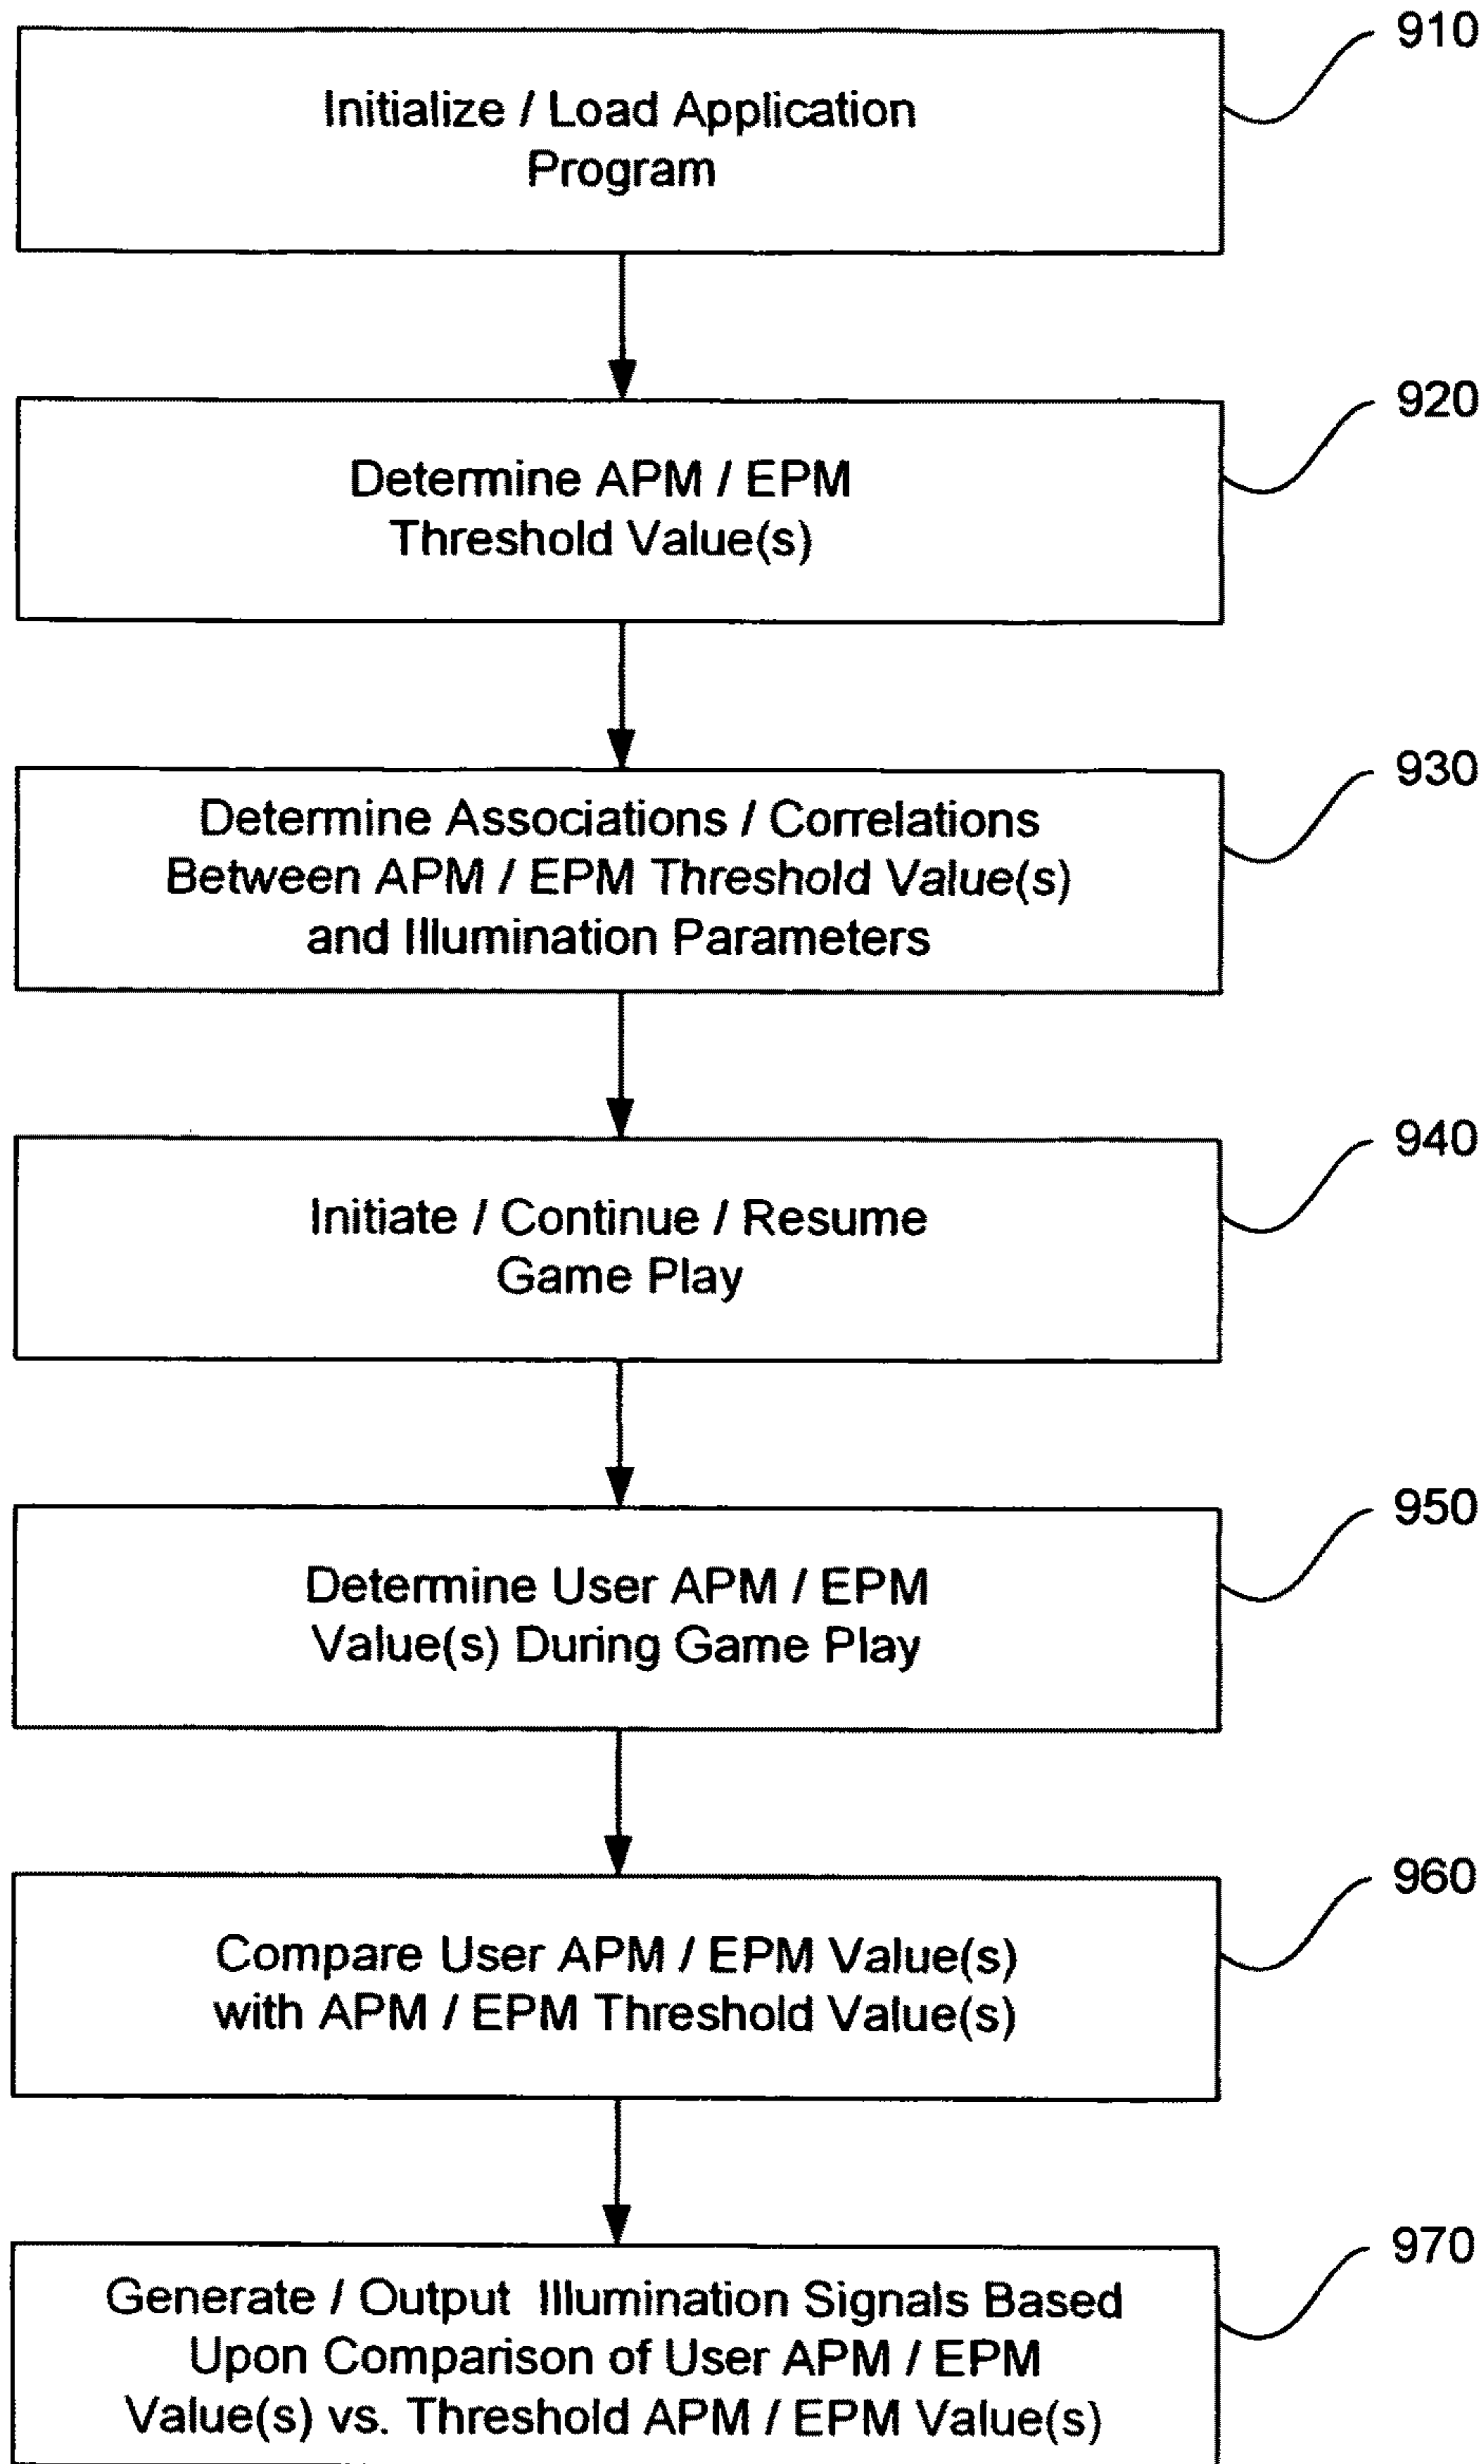 910
Initialize / Load Application
Program
920
Determine APM / EPM
Threshold Value(s)
930
Determine Associations / Correlations
Between APM / EPM Threshold Value(s)
and Illumination Parameters
940
Initiate / Continue / Resume
Game Play
950
Determine User APM / EPM
Value(s) During Game Play
960
Compare User APM / EPM Value(s)
with APM / EPM Threshold Value(s)
970
Generate / Output Illumination Signals Based
Upon Comparison of User APM / EPM
Value(s) vs. Threshold APM / EPM Value(s)